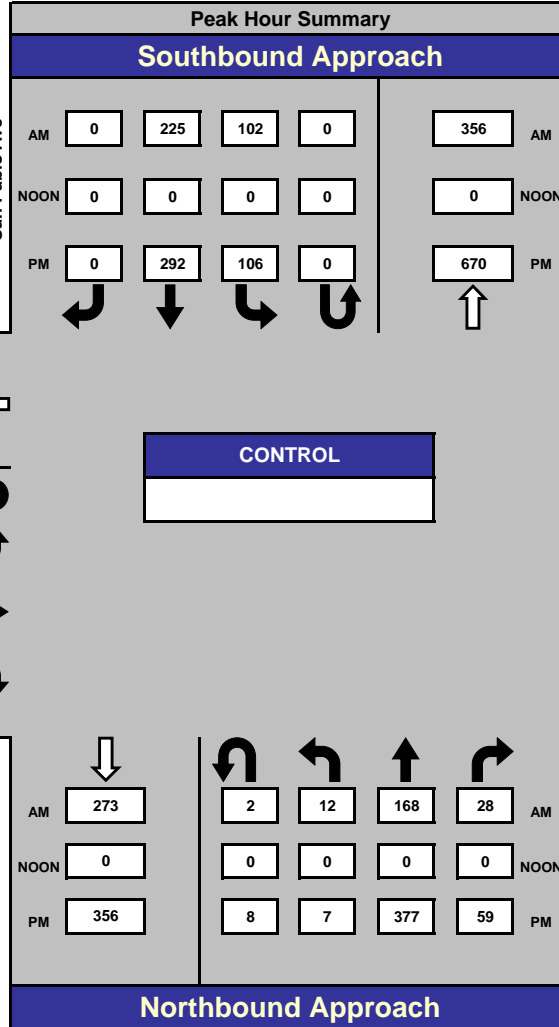 Peak Hour Summary
Southbound Approach
AM 0 225 102 0 356 AM
NOON 0 0 0 0 0 NOON
PM 0 292 106 0 670 PM
CONTROL
AM 273 2 12 168 28 AM
NOON 0 0 0 0 0 NOON
PM 356 8 7 377 59 PM
Northbound Approach